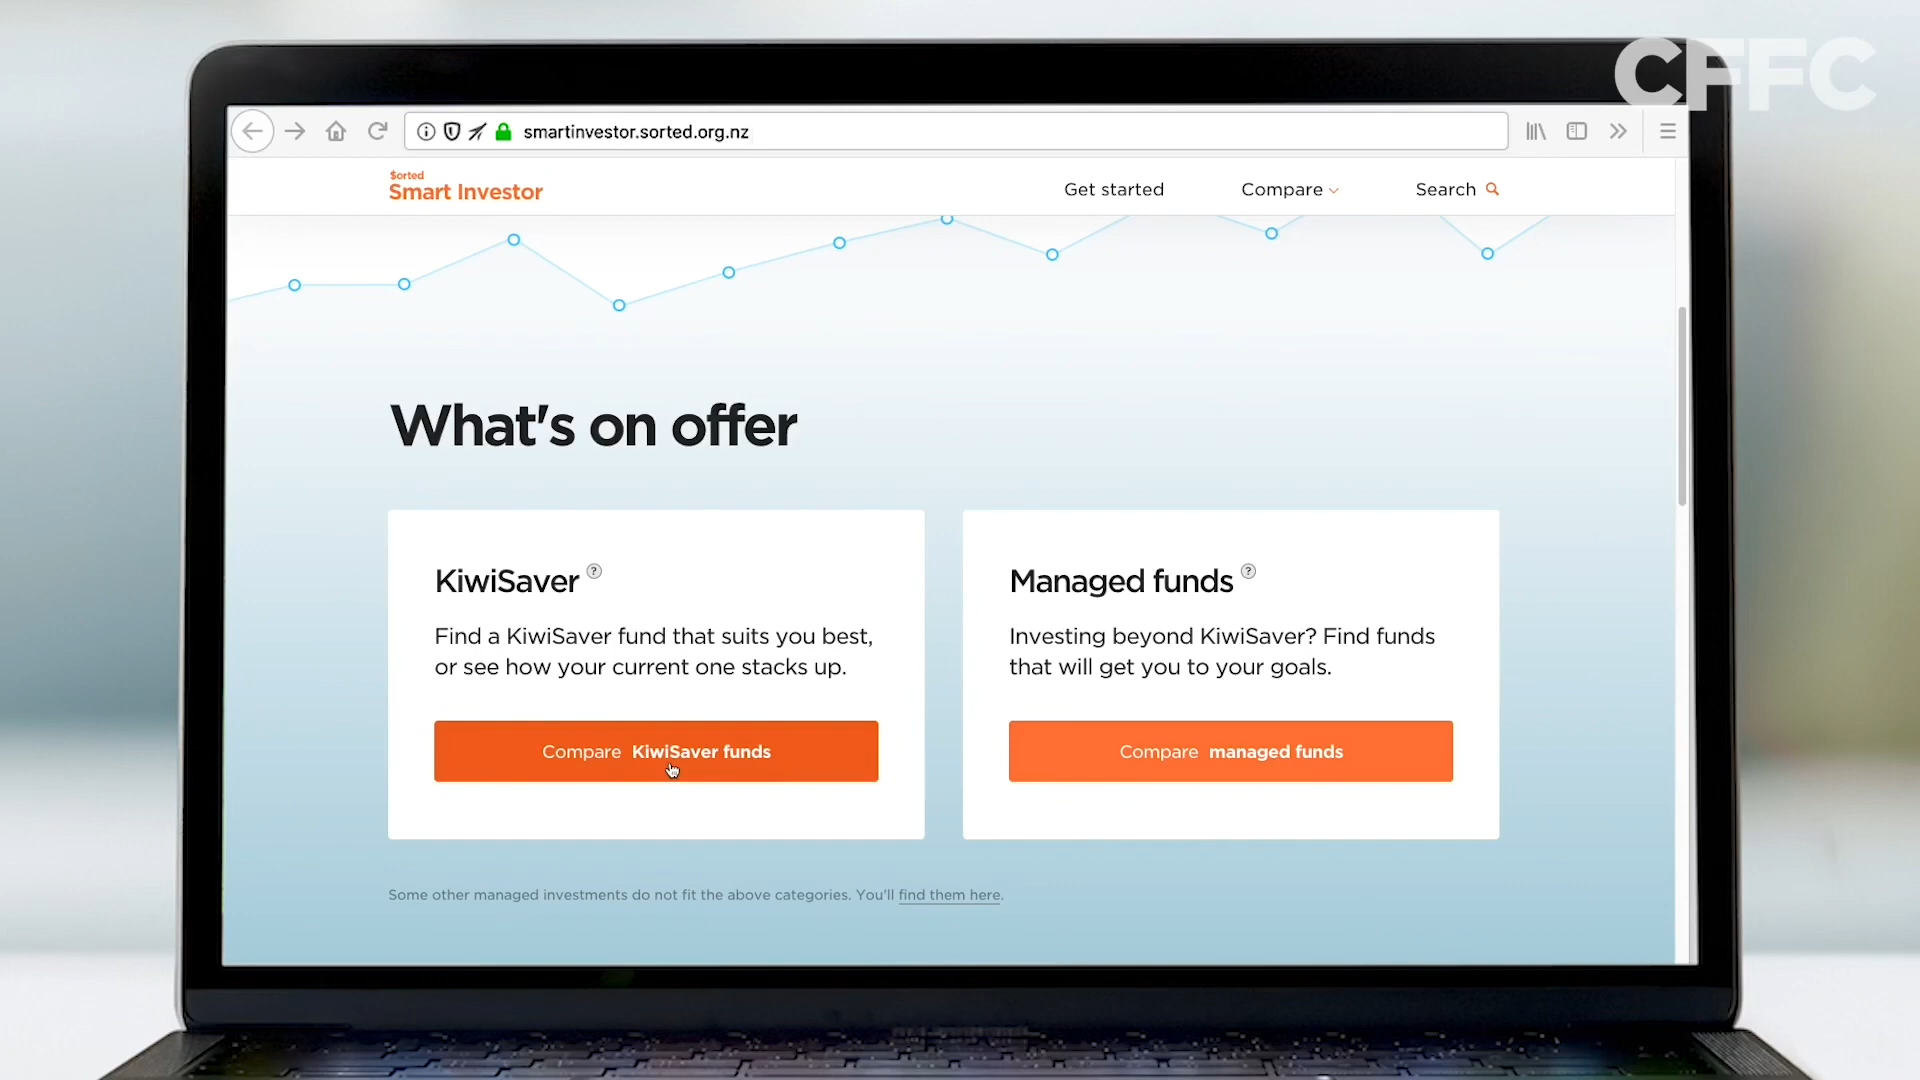 CFFC
smartinvestor.sorted.org.nz
$orted
Smart Investor
Get started
Compare
Search
What's on offer
KiwiSaver ?
Find a KiwiSaver fund that suits you best,
or see how your current one stacks up.
Compare KiwiSaver funds
Managed funds ?
Investing beyond KiwiSaver? Find funds
that will get you to your goals.
Compare managed funds
Some other managed investments do not fit the above categories. You'll find them here.